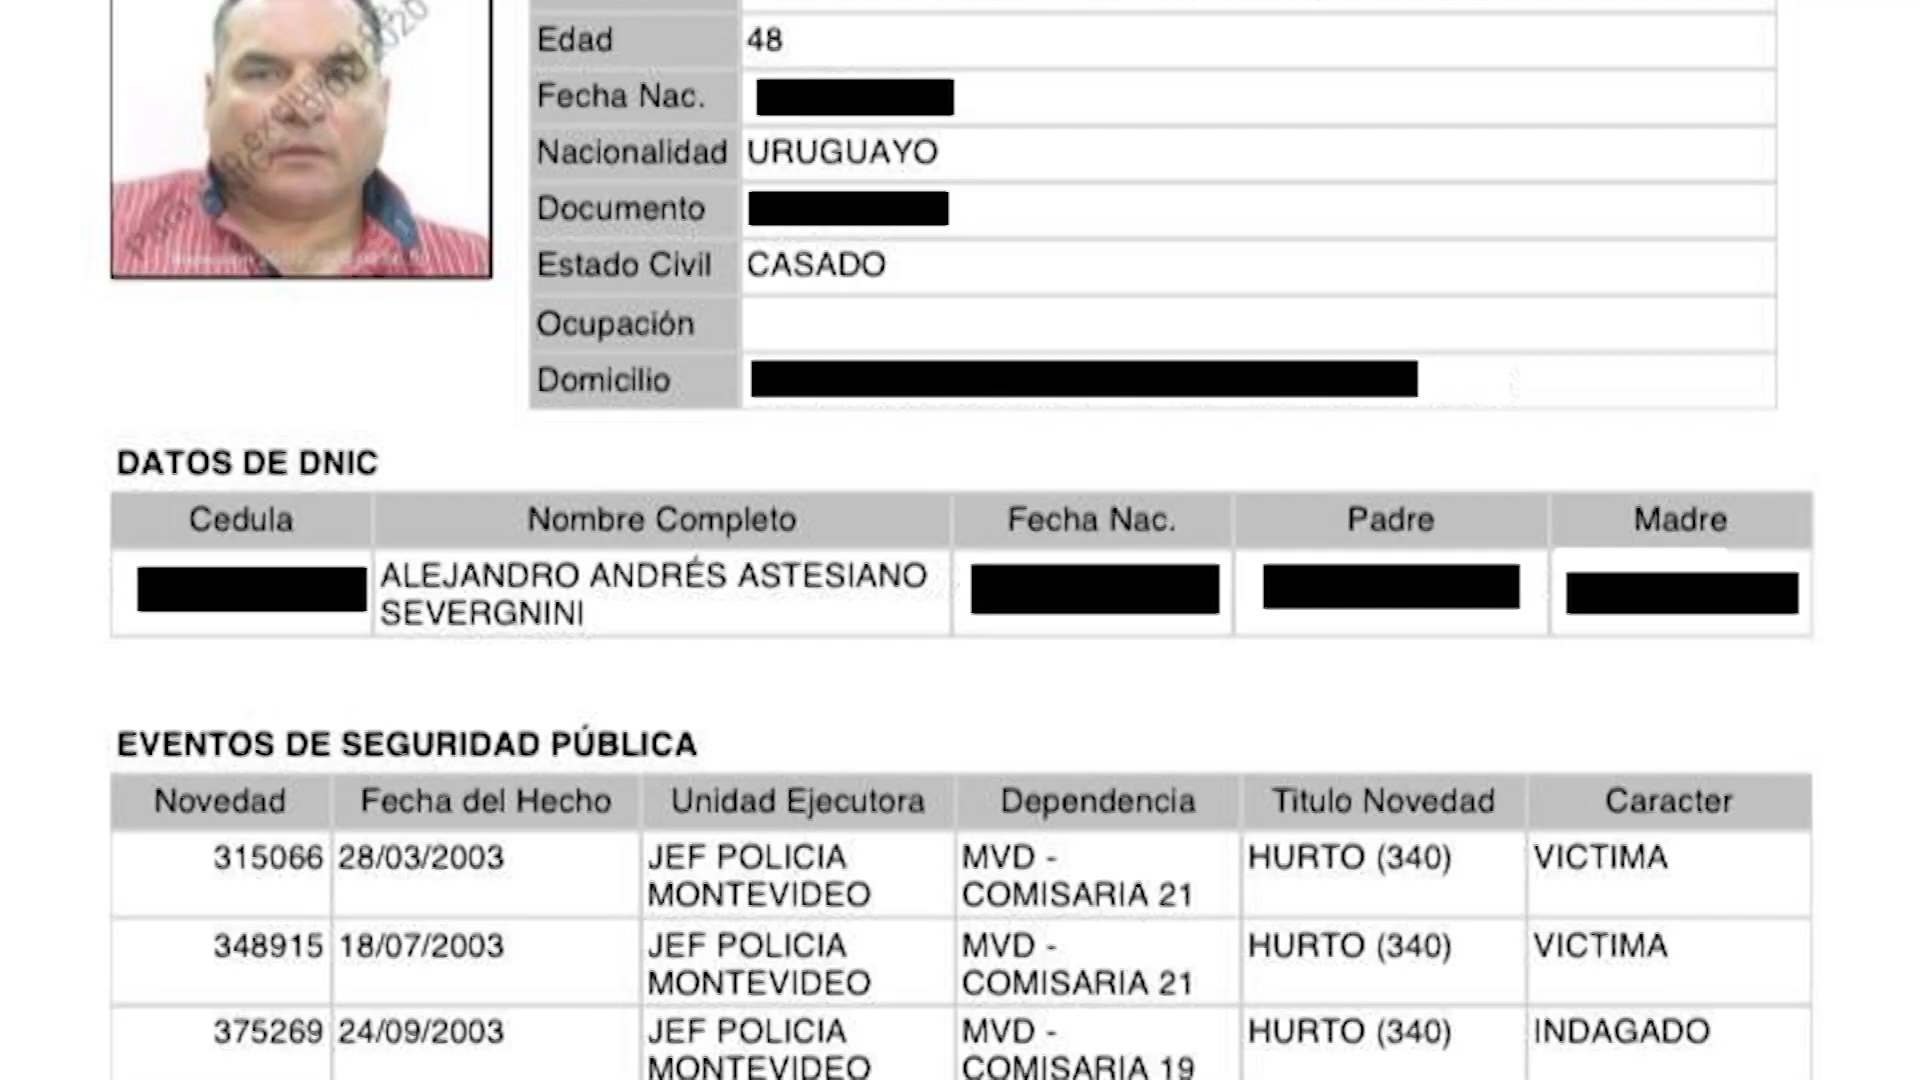 Edad 48
Fecha Nac.
Nacionalidad URUGUAYO
Documento
Estado Civil CASADO
Ocupación
Domicilio
DATOS DE DNIC
Cedula Nombre Completo Fecha Nac. Padre Madre
ALEJANDRO ANDRÉS ASTESIANO
SEVERGNINI
EVENTOS DE SEGURIDAD PÚBLICA
Novedad Fecha del Hecho Unidad Ejecutora Dependencia Titulo Novedad Caracter
315066 28/03/2003 JEF POLICIA MVD - HURTO (340) VICTIMA
MONTEVIDEO COMISARIA 21
348915 18/07/2003 JEF POLICIA MVD - HURTO (340) VICTIMA
MONTEVIDEO COMISARIA 21
375269 24/09/2003 JEF POLICIA MVD - HURTO (340) INDAGADO
MONTEVIDEO COMISARIA 19